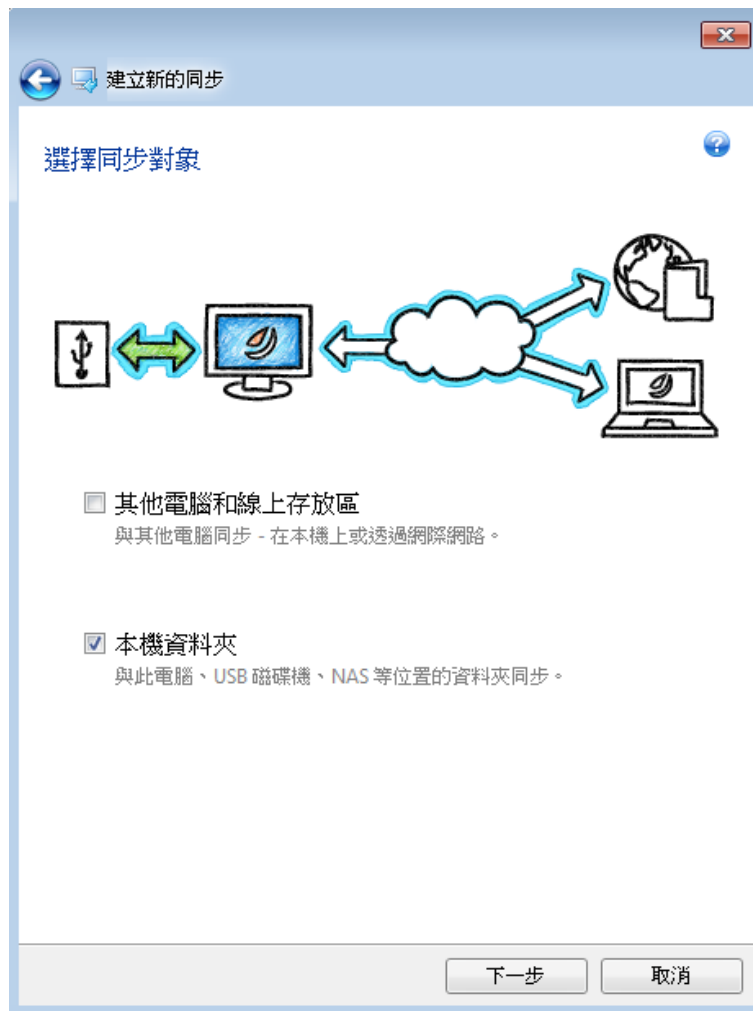 建立新的同步
選擇同步對象
其他電腦和線上存放區
與其他電腦同步 - 在本機上或透過網際網路。
本機資料夾
與此電腦、USB 磁碟機、NAS 等位置的資料夾同步。
下一步
取消